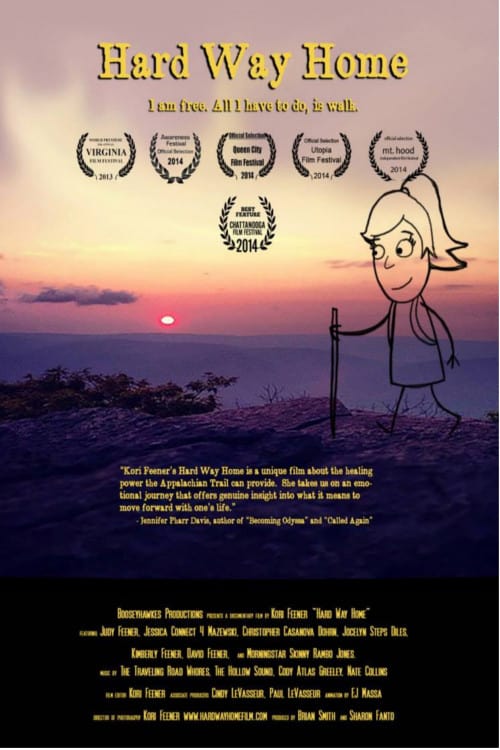 Hard Way Home
I am free. All I have to do, is walk.
WORLD PREMIERE
VIRGINIA
FILM FESTIVAL
2013
Awareness
Festival
Official Selection
2014
Official Selection
Queen City
Film Festival
2014
Official Selection
Utopia
Film Festival
2014
official selection
mt. hood
independent film festival
2014
BEST
FEATURE
CHATTANOOGA
FILM FESTIVAL
2014
"Kori Feener's Hard Way Home is a unique film about the healing
power the Appalachian Trail can provide. She takes us on an emo-
tional journey that offers genuine insight into what it means to
move forward with one's life."
- Jennifer Pharr Davis, author of "Becoming Odyssa" and "Called Again"
BOOSEYHAWKES PRODUCTIONS PRESENTS A DOCUMENTARY FILM BY KORI FEENER "HARD WAY HOME"
FEATURING JUDY FEENER, JESSICA CONNECT 4 MAZEWSKI, CHRISTOPHER CASANOVA DOHRN, JOCELYN STEPS DILES,
KIMBERLY FEENER, DAVID FEENER, AND MORNINGSTAR SKINNY RAMBO JONES.
MUSIC BY THE TRAVELING ROAD WHORES, THE HOLLOW SOUND, CODY ATLAS GREELEY, NATE COLLINS
FILM EDITOR KORI FEENER ASSOCIATE PRODUCERS CINDY LEVASSEUR, PAUL LEVASSEUR ANIMATION BY EJ MASSA
DIRECTOR OF PHOTOGRAPHY KORI FEENER WWW.HARDWAYHOMEFILM.COM PRODUCED BY BRIAN SMITH AND SHARON FANTO